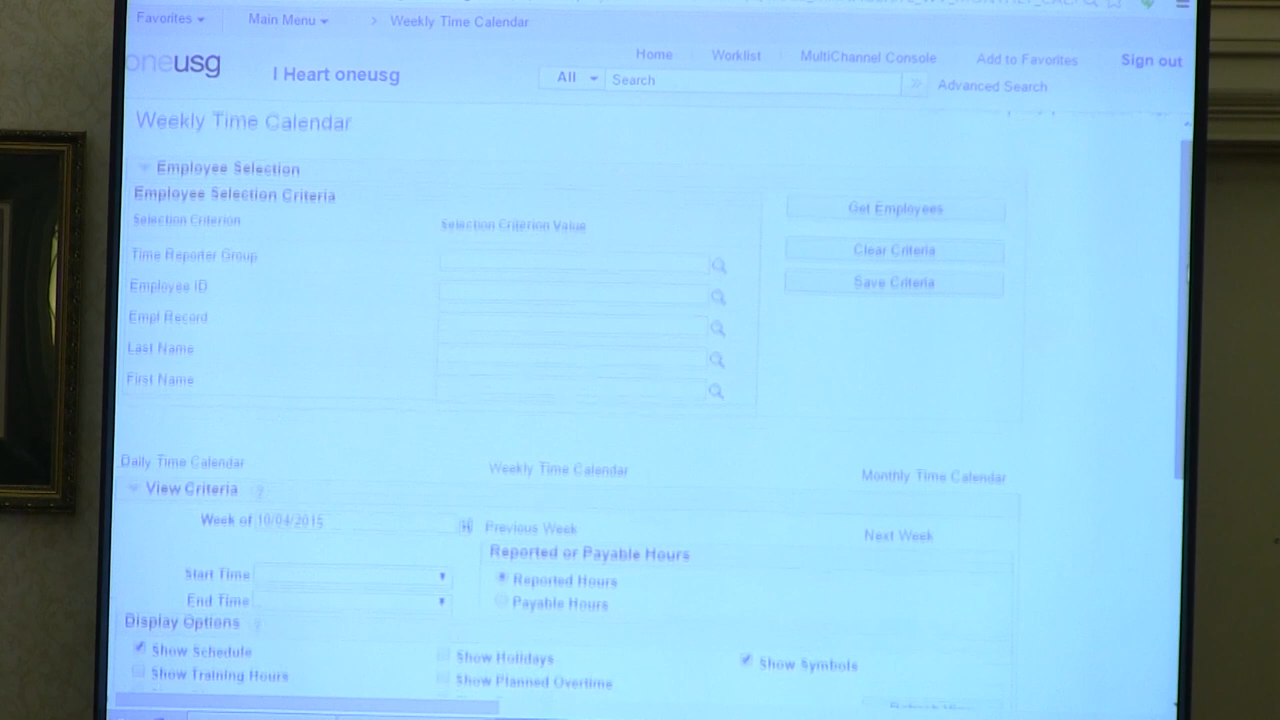 Favorites Main Menu > Weekly Time Calendar
oneusg I Heart oneusg Home Worklist MultiChannel Console Add to Favorites Sign out
All Search » Advanced Search
Weekly Time Calendar
Employee Selection
Employee Selection Criteria
Selection Criterion Selection Criterion Value Get Employees
Time Reporter Group Clear Criteria
Employee ID Save Criteria
Empl Record
Last Name
First Name
Daily Time Calendar Weekly Time Calendar Monthly Time Calendar
View Criteria ?
Week of 10/04/2015 Previous Week Next Week
Reported or Payable Hours
Start Time Reported Hours
End Time Payable Hours
Display Options ?
Show Schedule Show Holidays Show Symbols
Show Training Hours Show Planned Overtime